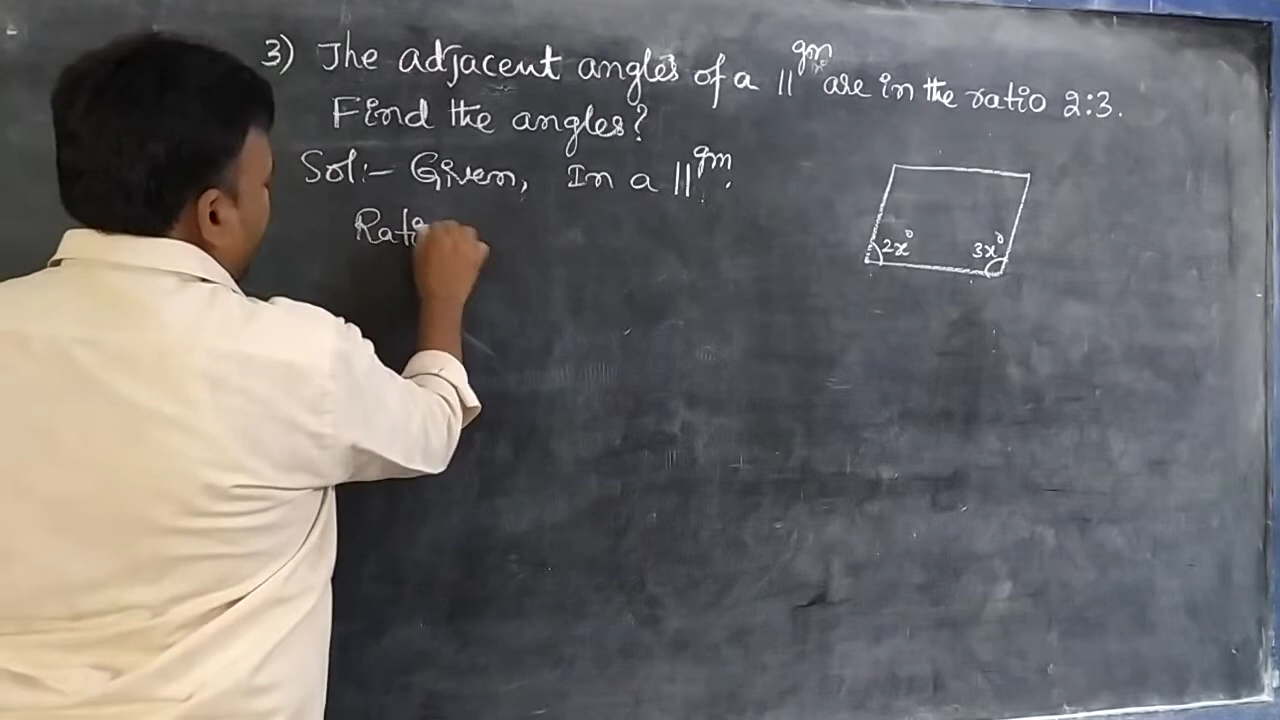 3) The adjacent angles of a ||gm are in the ratio 2:3.
Find the angles?
Sol:- Given, In a ||gm.
Rati
2x° 3x°